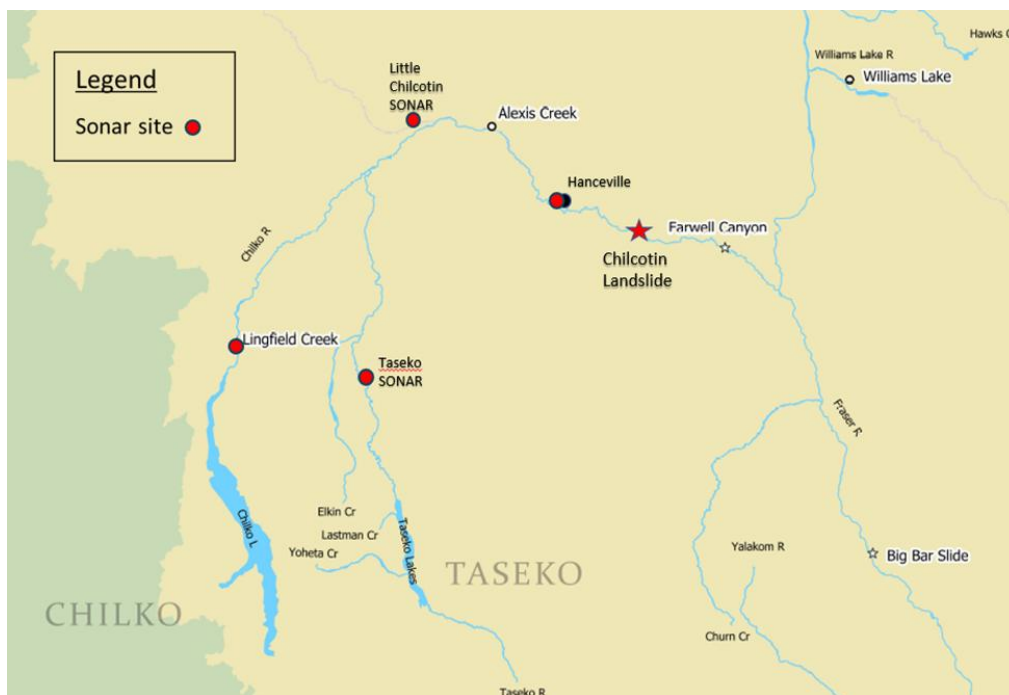 Legend
Sonar site
Little
Chilcotin
SONAR
Alexis Creek
Williams Lake R
Hawks C
Williams Lake
Hanceville
Farwell Canyon
Chilcotin
Landslide
Chilko R
Lingfield Creek
Taseko
SONAR
Fraser R
Elkin Cr
Lastman Cr
Yoheta Cr
Chilko L
Taseko Lakes
Yalakom R
Big Bar Slide
TASEKO
CHILKO
Churn Cr
Taseko R